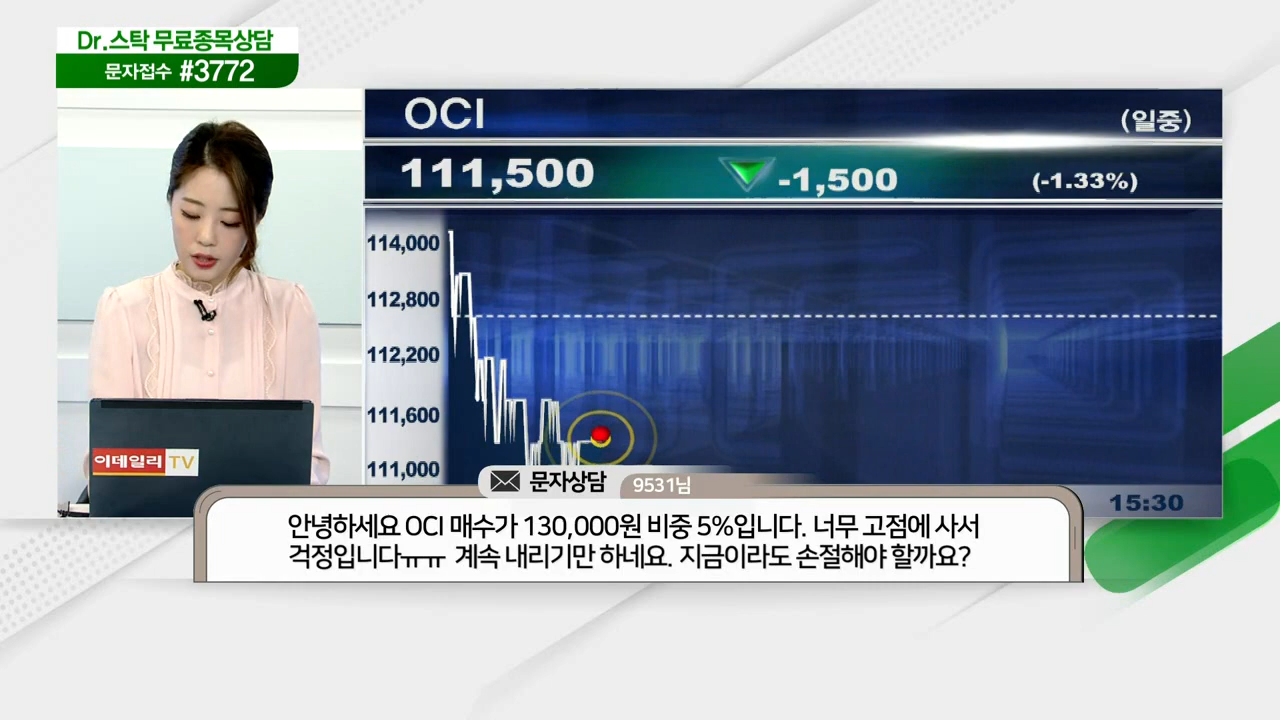 Dr.스탁 무료종목상담
문자접수 #3772
OCI
(일중)
111,500
-1,500
(-1.33%)
114,000
112,800
112,200
111,600
111,000
15:30
이데일리 TV
문자상담
9531님
안녕하세요 OCI 매수가 130,000원 비중 5%입니다. 너무 고점에 사서
걱정입니다ㅠㅠ 계속 내리기만 하네요. 지금이라도 손절해야 할까요?